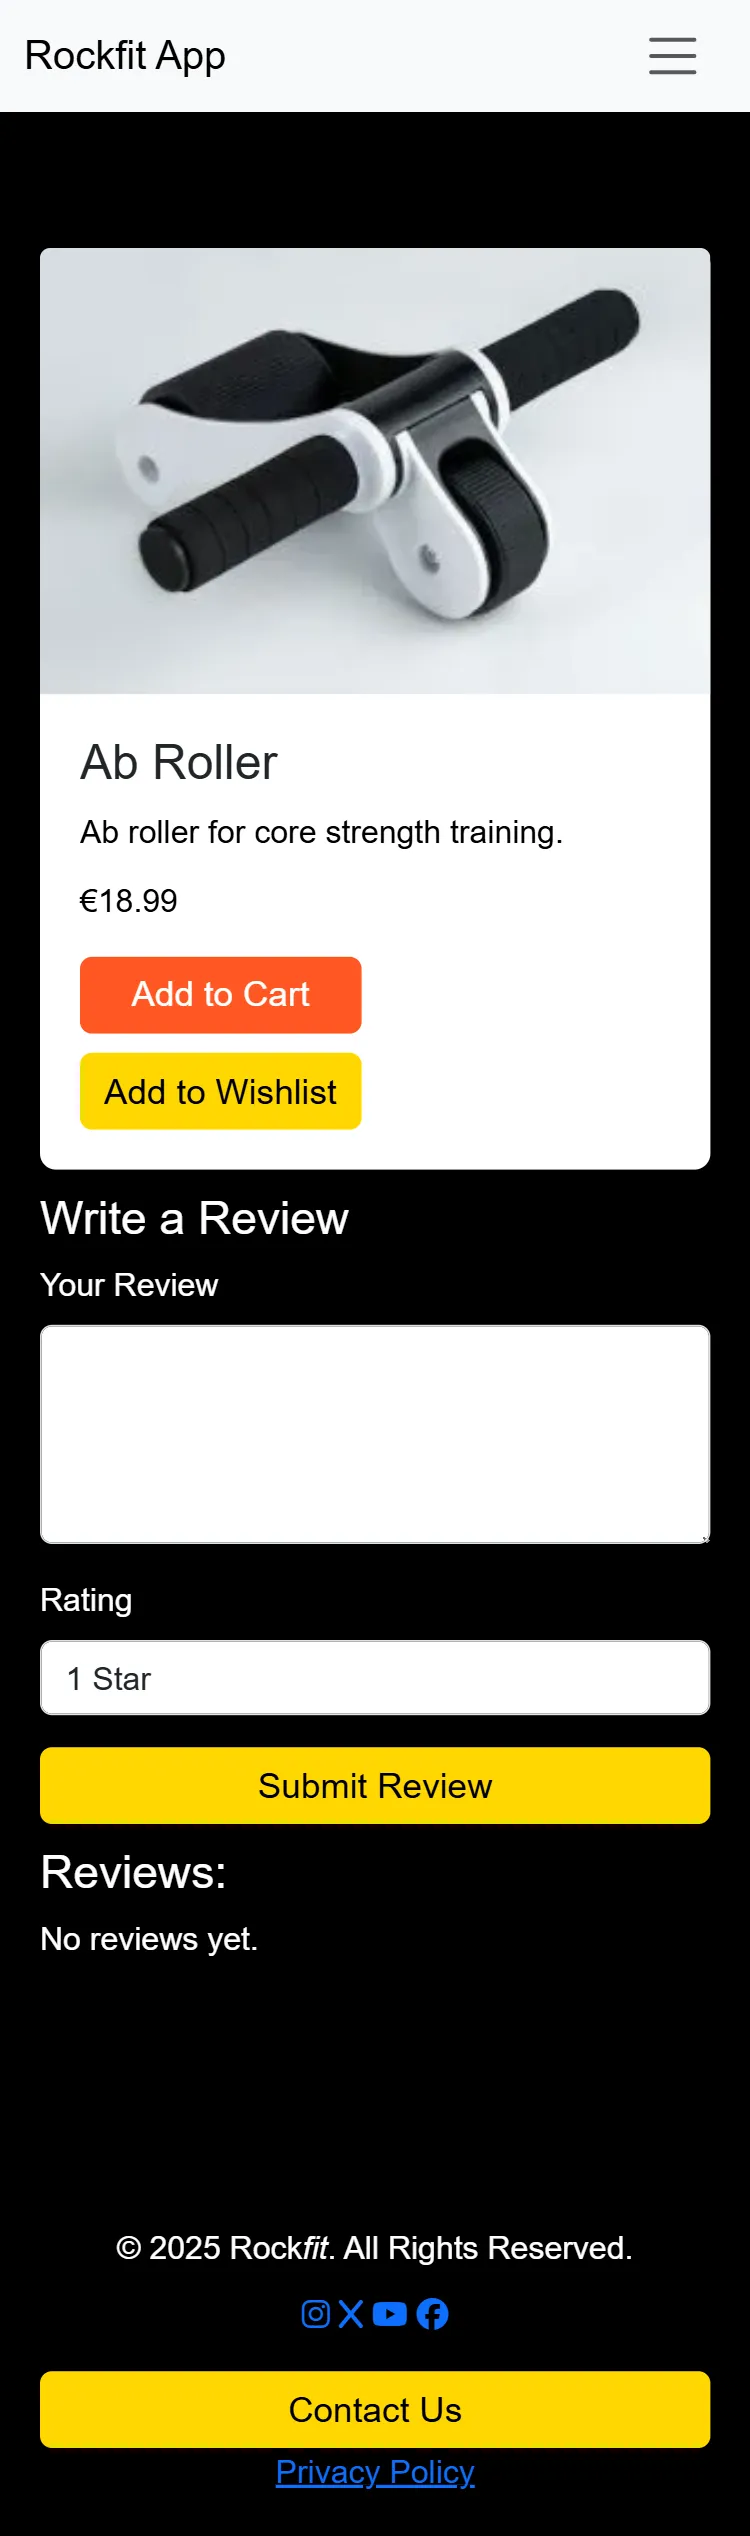 Rockfit App
Ab Roller
Ab roller for core strength training.
€18.99
Add to Cart
Add to Wishlist
Write a Review
Your Review
Rating
1 Star
Submit Review
Reviews:
No reviews yet.
© 2025 Rockfit. All Rights Reserved.
Contact Us
Privacy Policy